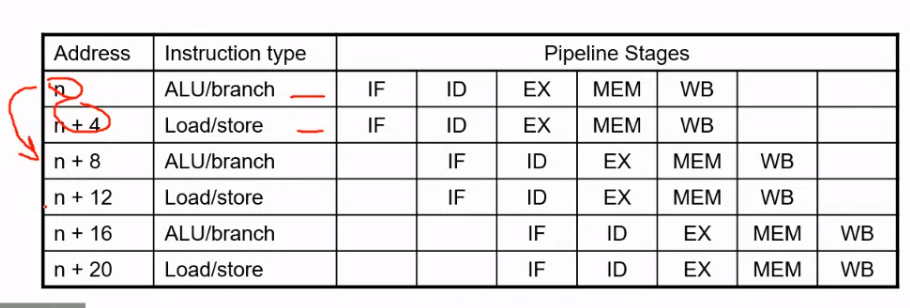 Address Instruction type Pipeline Stages
n ALU/branch IF ID EX MEM WB
n + 4 Load/store IF ID EX MEM WB
n + 8 ALU/branch IF ID EX MEM WB
n + 12 Load/store IF ID EX MEM WB
n + 16 ALU/branch IF ID EX MEM WB
n + 20 Load/store IF ID EX MEM WB